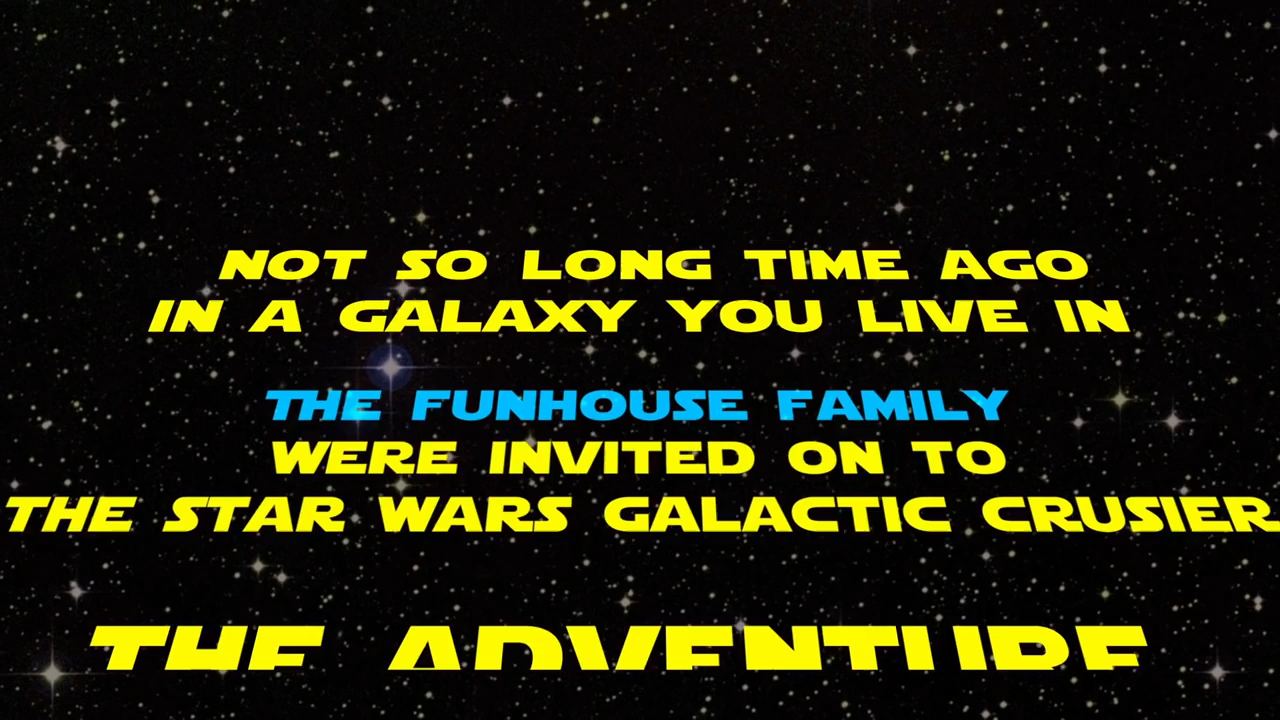 NOT SO LONG TIME AGO
IN A GALAXY YOU LIVE IN
THE FUNHOUSE FAMILY
WERE INVITED ON TO
THE STAR WARS GALACTIC CRUSIER
THE ADVENTURE